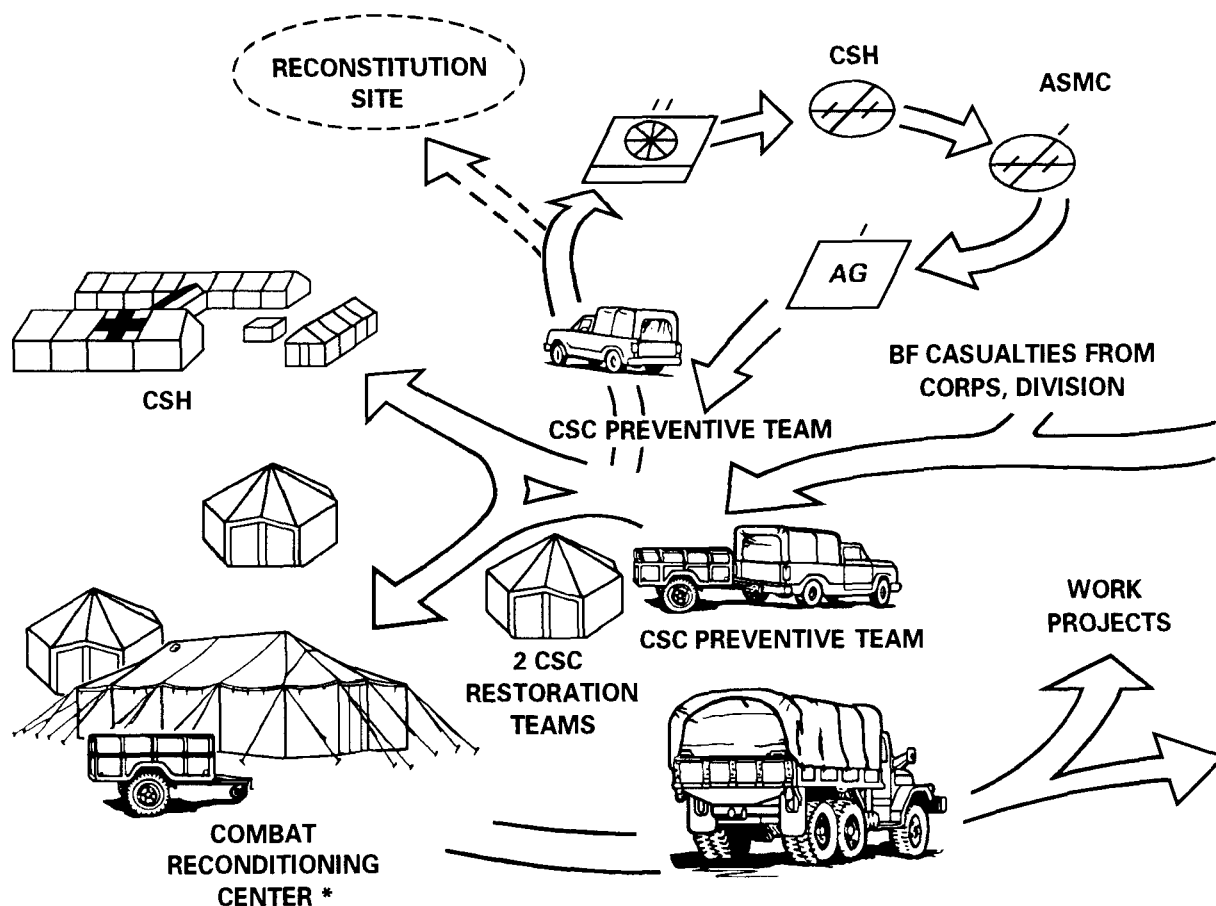 RECONSTITUTION
SITE
CSH
ASMC
AG
BF CASUALTIES FROM
CORPS, DIVISION
CSH
CSC PREVENTIVE TEAM
CSC PREVENTIVE TEAM
WORK
PROJECTS
2 CSC
RESTORATION
TEAMS
COMBAT
RECONDITIONING
CENTER *